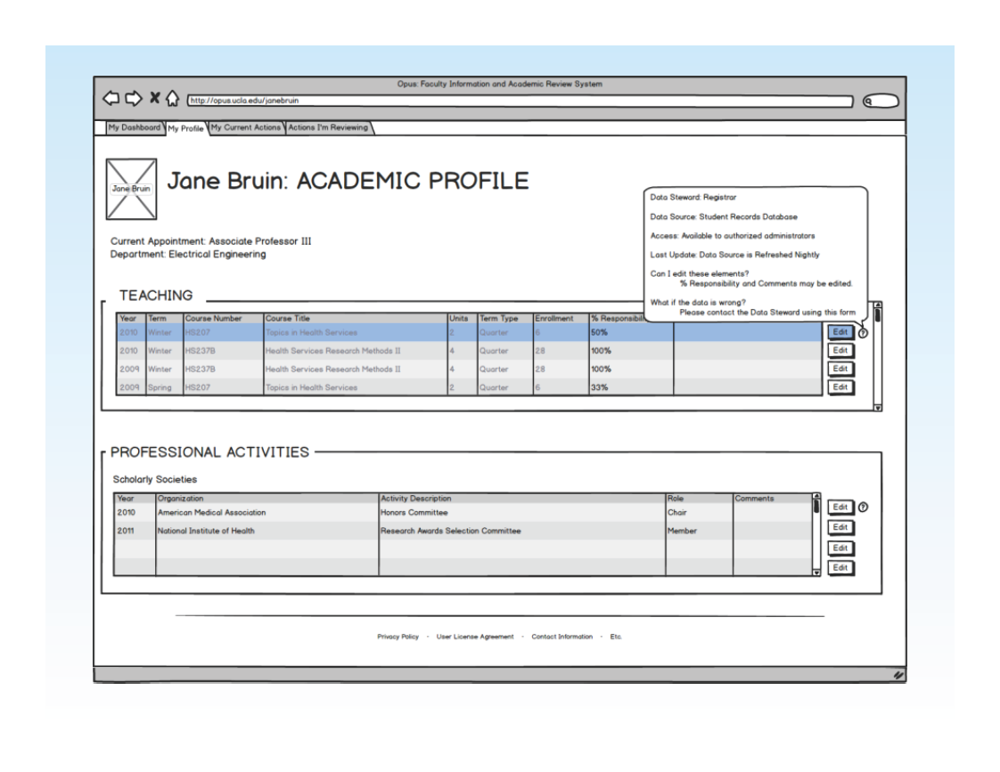 Opus: Faculty Information and Academic Review System
http://opus.ucla.edu/janebruin
My Dashboard My Profile My Current Actions Actions I'm Reviewing
Jane Bruin
Jane Bruin: ACADEMIC PROFILE
Current Appointment: Associate Professor III
Department: Electrical Engineering
Data Steward: Registrar
Data Source: Student Records Database
Access: Available to authorized administrators
Last Update: Data Source is Refreshed Nightly
Can I edit these elements?
% Responsibility and Comments may be edited.
What if the data is wrong?
Please contact the Data Steward using this form
TEACHING
Year Term Course Number Course Title Units Term Type Enrollment % Responsibil
2010 Winter HS207 Topics in Health Services 2 Quarter 6 50% Edit ?
2010 Winter HS237B Health Services Research Methods II 4 Quarter 28 100% Edit
2009 Winter HS237B Health Services Research Methods II 4 Quarter 28 100% Edit
2009 Spring HS207 Topics in Health Services 2 Quarter 6 33% Edit
PROFESSIONAL ACTIVITIES
Scholarly Societies
Year Organization Activity Description Role Comments
2010 American Medical Association Honors Committee Chair Edit ?
2011 National Institute of Health Research Awards Selection Committee Member Edit
Edit
Edit
Privacy Policy - User License Agreement - Contact Information - Etc.